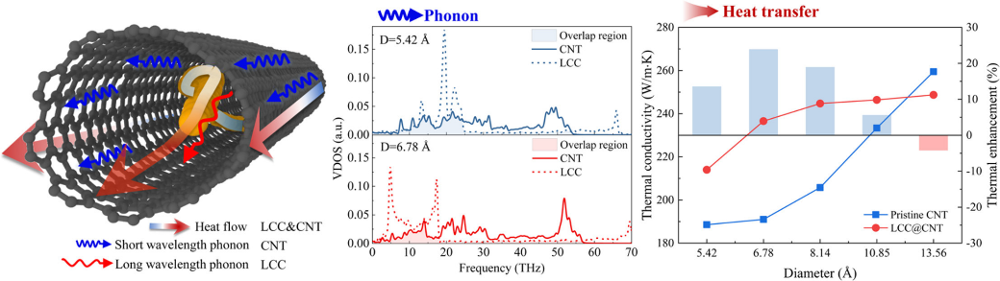 Heat flow LCC&CNT
Short wavelength phonon CNT
Long wavelength phonon LCC
Phonon
D=5.42 Å
Overlap region
CNT
LCC
0.15
0.10
0.05
0.00
D=6.78 Å
Overlap region
CNT
LCC
0.15
0.10
0.05
0.00
VDOS (a.u.)
0 10 20 30 40 50 60 70
Frequency (THz)
Heat transfer
280
260
240
220
200
180
Thermal conductivity (W/m·K)
30
20
10
0
-10
-20
-30
Thermal enhancement (%)
Pristine CNT
LCC@CNT
5.42 6.78 8.14 10.85 13.56
Diameter (Å)